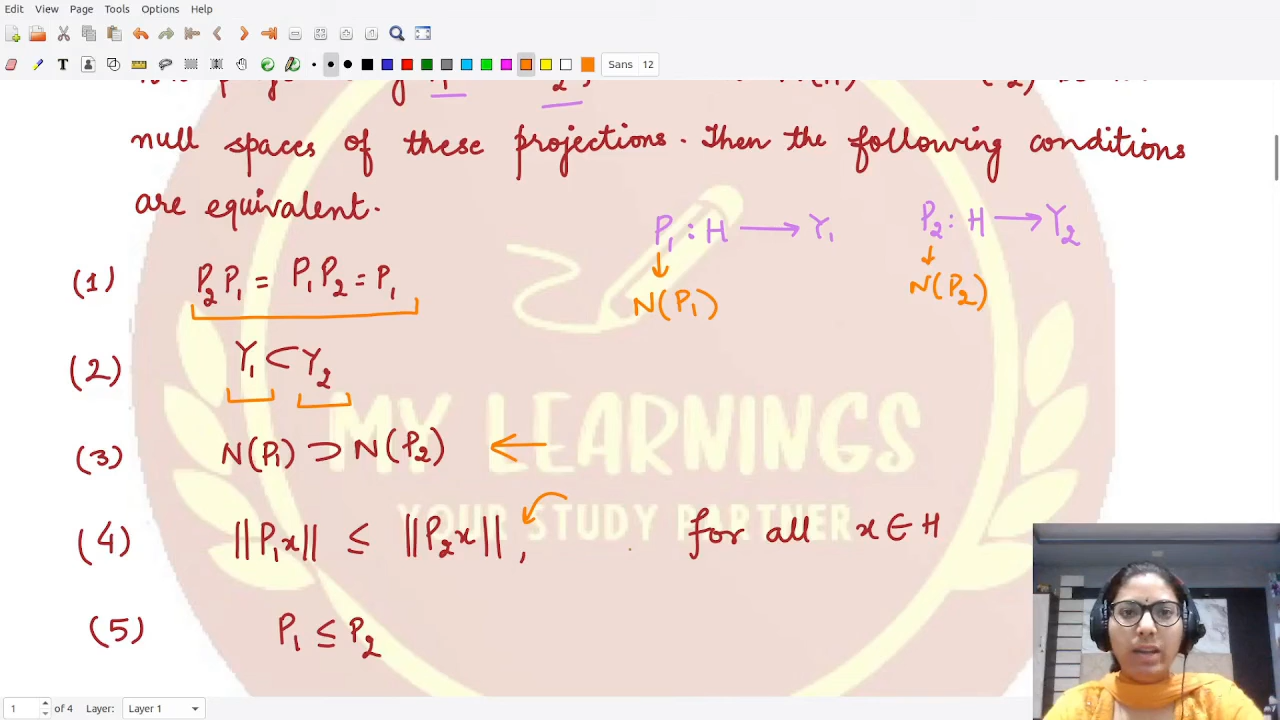 Edit View Page Tools Options Help
Sans 12
null spaces of these projections. Then the following conditions
are equivalent.
P₁ : H → Y₁ P₂ : H → Y₂
N(P₁) N(P₂)
(1) P₂P₁ = P₁P₂ = P₁
(2) Y₁ ⊂ Y₂
(3) N(P₁) ⊃ N(P₂) ←
(4) ||P₁x|| ≤ ||P₂x||, for all x ∈ H
(5) P₁ ≤ P₂
MY LEARNINGS
YOUR STUDY PARTNER
1 of 4 Layer: Layer 1